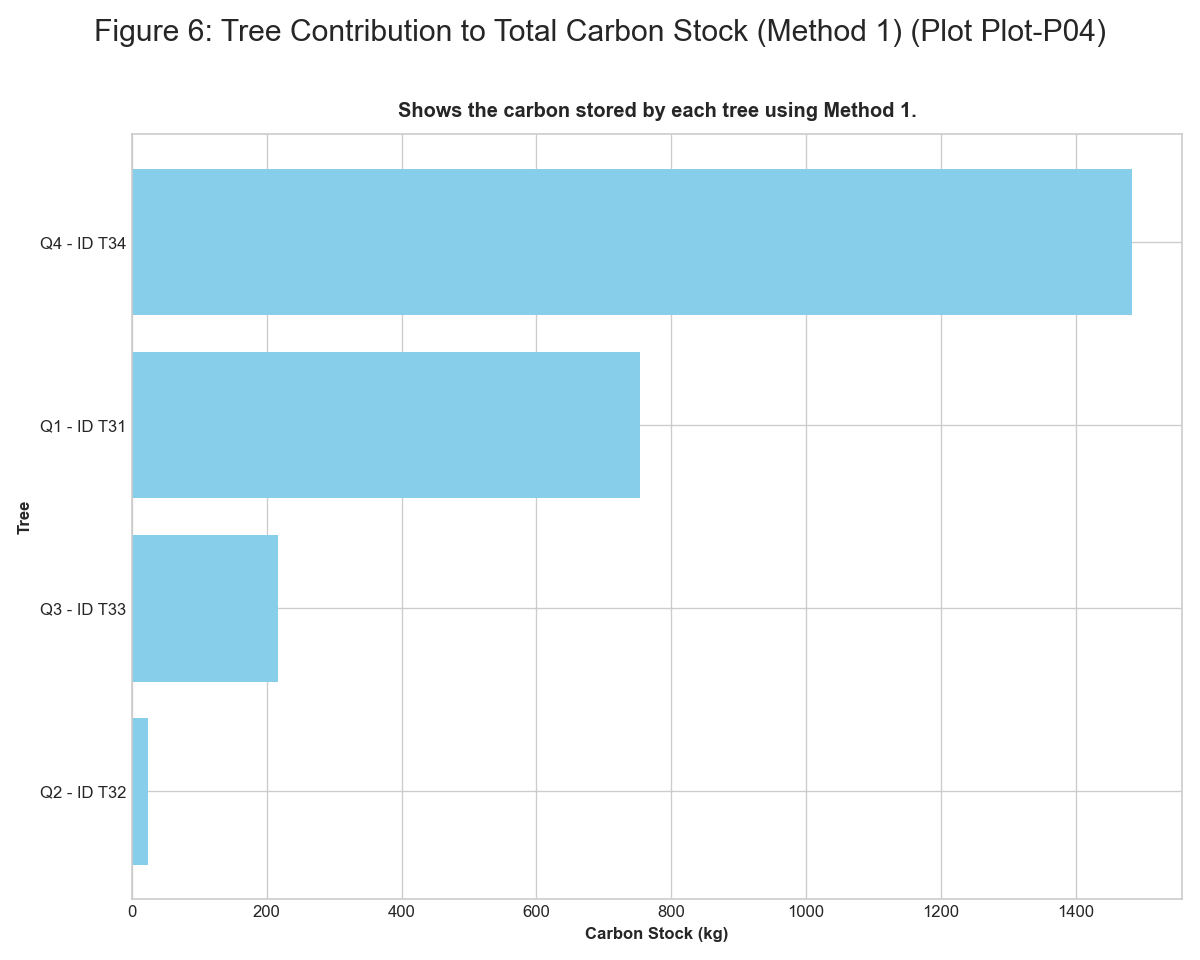 Figure 6: Tree Contribution to Total Carbon Stock (Method 1) (Plot Plot-P04)
Shows the carbon stored by each tree using Method 1.
Tree
Q4 - ID T34
Q1 - ID T31
Q3 - ID T33
Q2 - ID T32
0 200 400 600 800 1000 1200 1400
Carbon Stock (kg)